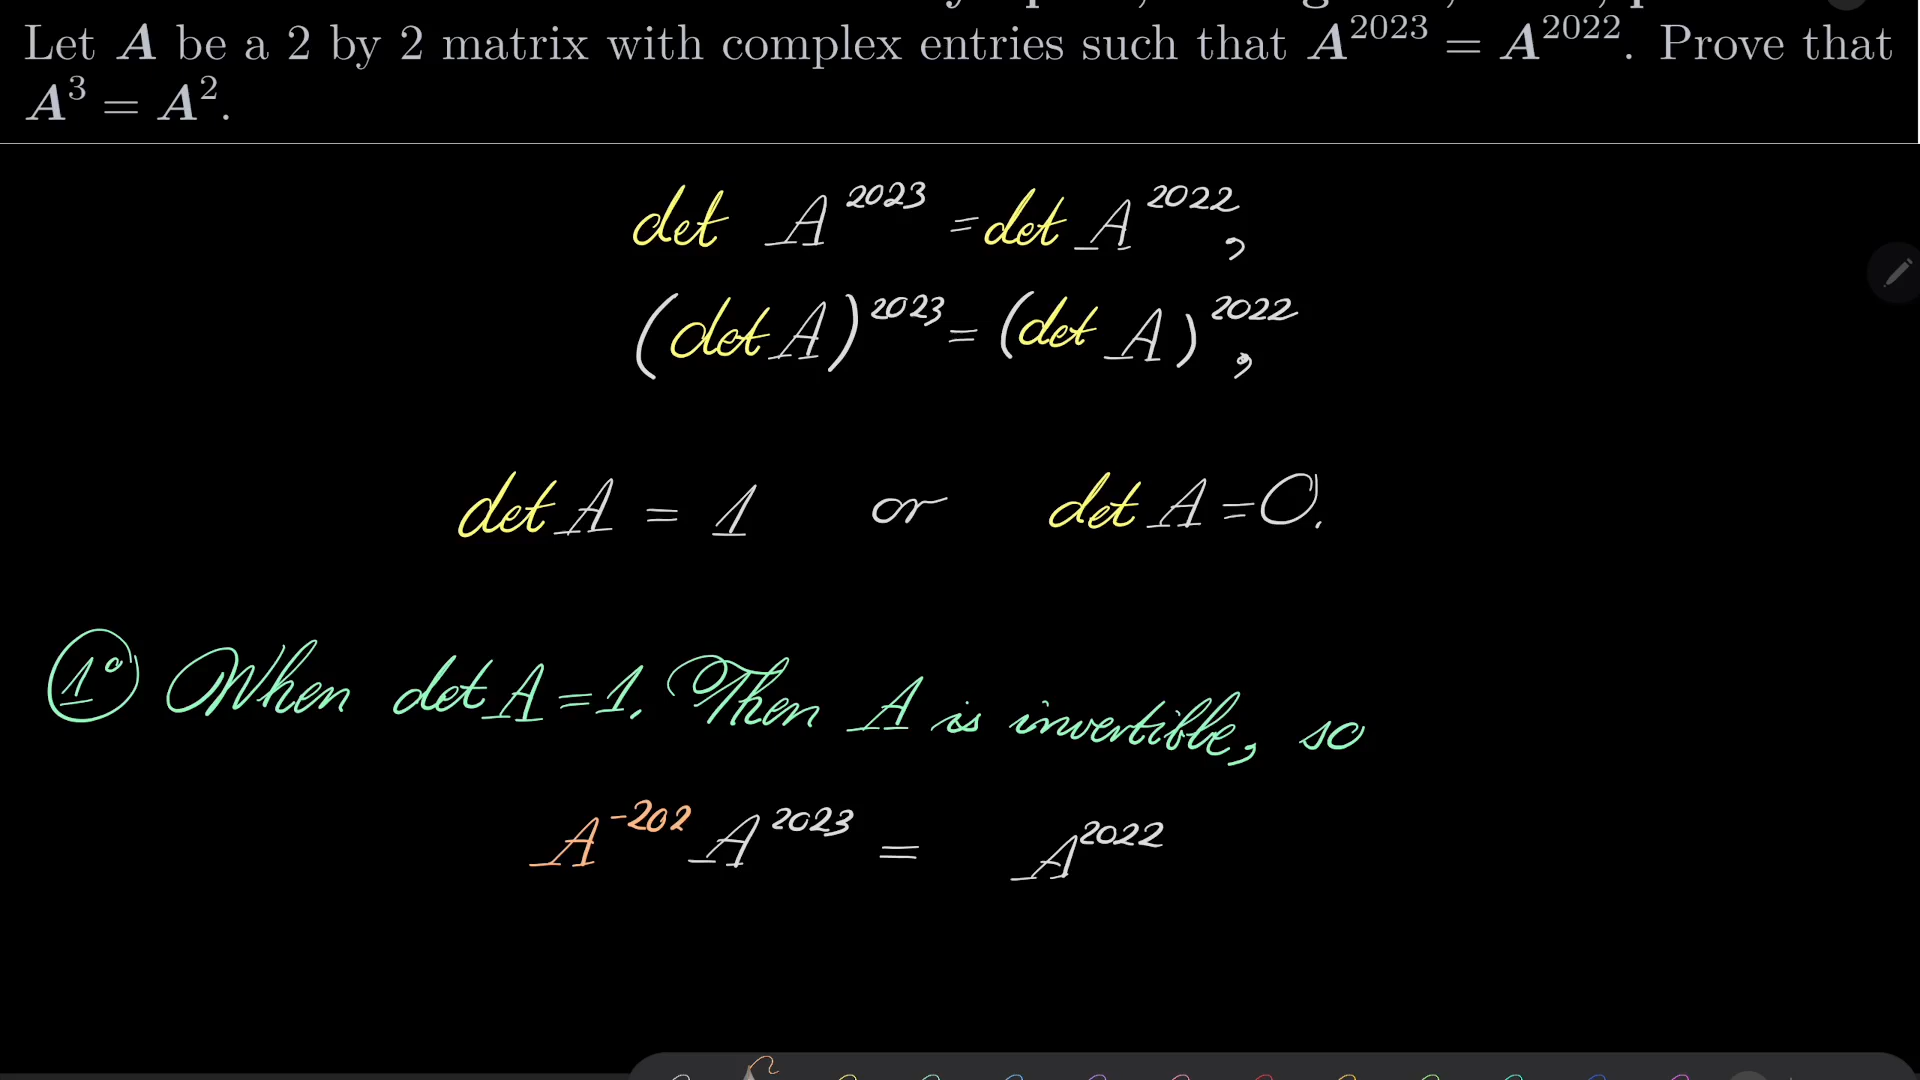 Let A be a 2 by 2 matrix with complex entries such that A^2023 = A^2022. Prove that
A^3 = A^2.
det A^2023 = det A^2022,
(det A)^2023 = (det A)^2022,
det A = 1 or det A = 0.
1° When det A = 1. Then A is invertible, so
A^-202 A^2023 = A^2022